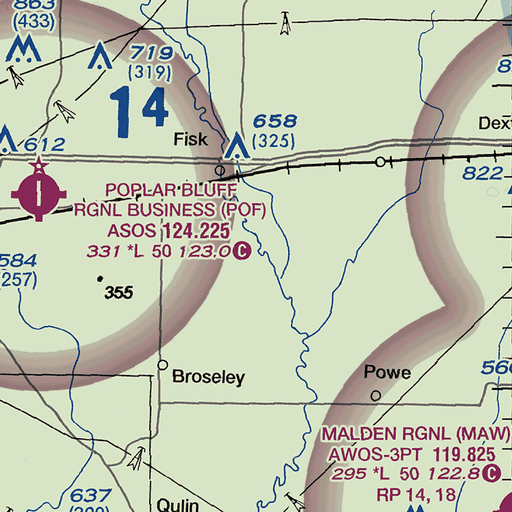 863
(433)
719
(319)
14
658
(325)
Fisk
612
822
POPLAR BLUFF
RGNL BUSINESS (POF)
ASOS 124.225
331 *L 50 123.0 C
584
257)
355
Broseley
Powe
MALDEN RGNL (MAW)
AWOS-3PT 119.825
295 *L 50 122.8 C
RP 14, 18
637
Qulin